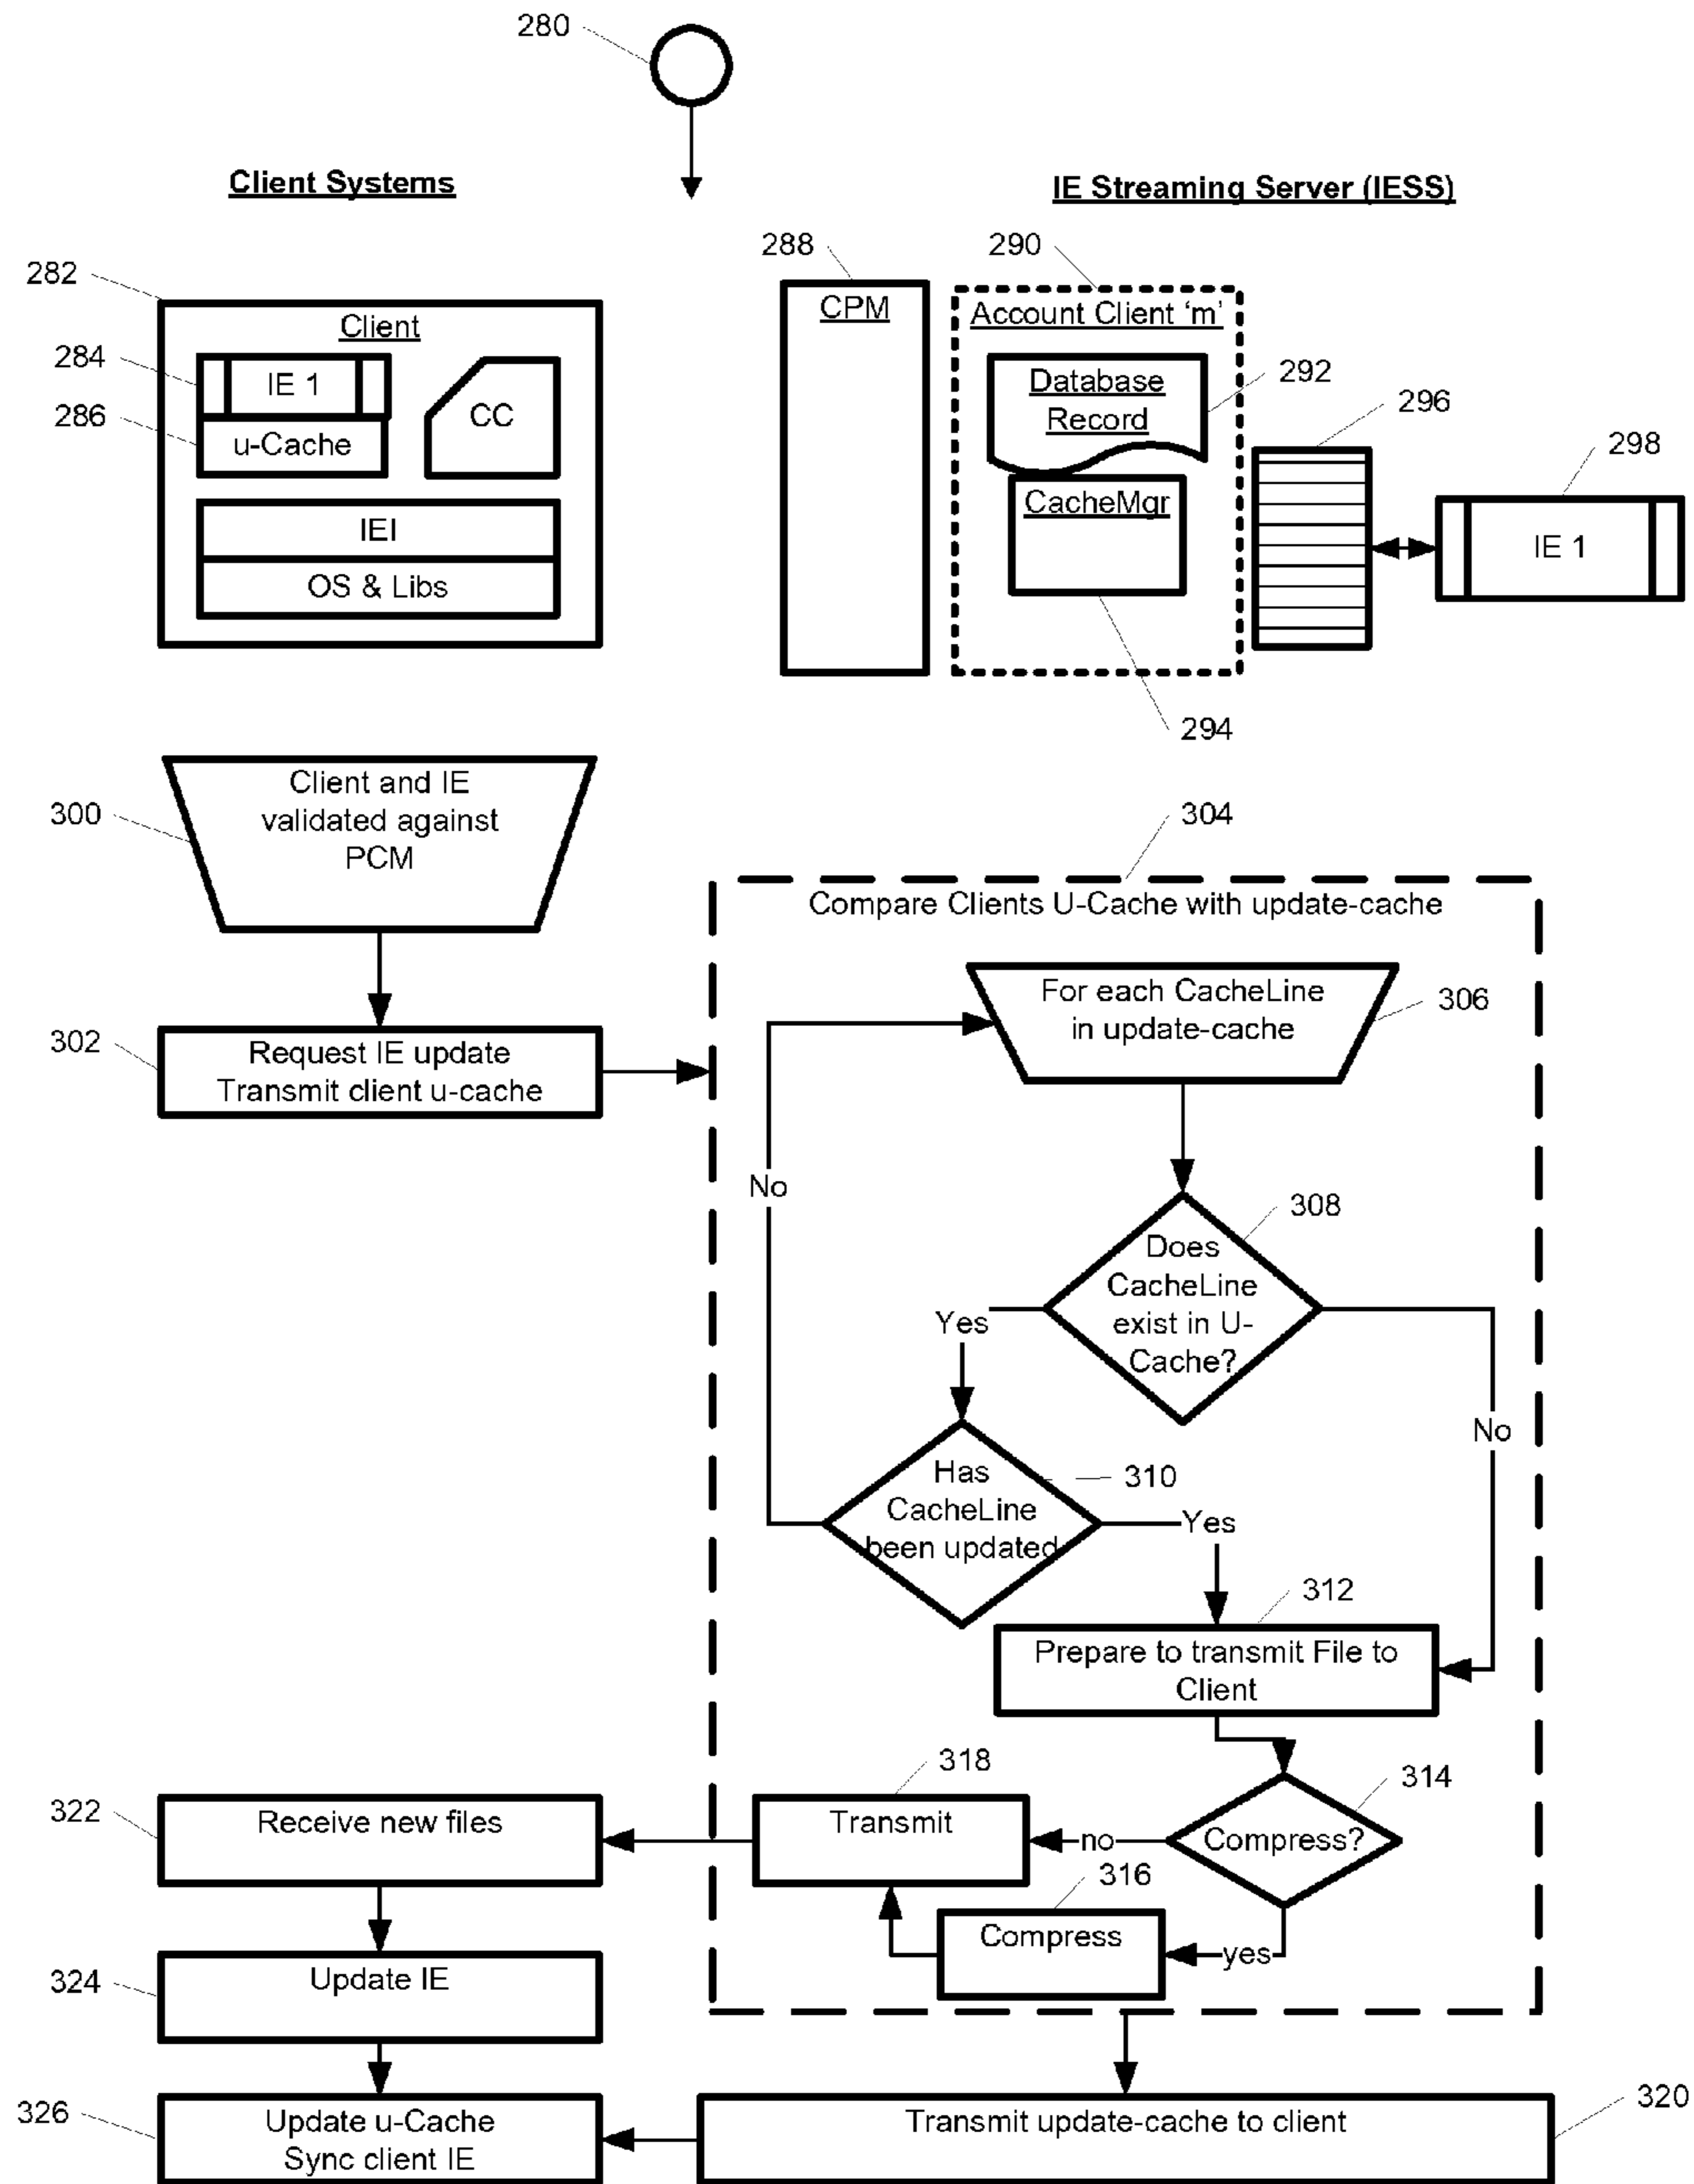 280
Client Systems
IE Streaming Server (IESS)
288
290
282
Client
CPM
Account Client ‘m’
284
IE 1
CC
Database
Record
292
296
286
u-Cache
298
CacheMgr
IEI
IE 1
OS & Libs
294
300
Client and IE
validated against
PCM
304
Compare Clients U-Cache with update-cache
For each CacheLine
in update-cache
306
302
Request IE update
Transmit client u-cache
No
308
Does
CacheLine
exist in U-
Cache?
Yes
No
Has
CacheLine
been updated
310
Yes
312
Prepare to transmit File to
Client
318
314
322
Receive new files
Transmit
no
Compress?
316
Compress
yes
324
Update IE
326
Update u-Cache
Sync client IE
Transmit update-cache to client
320